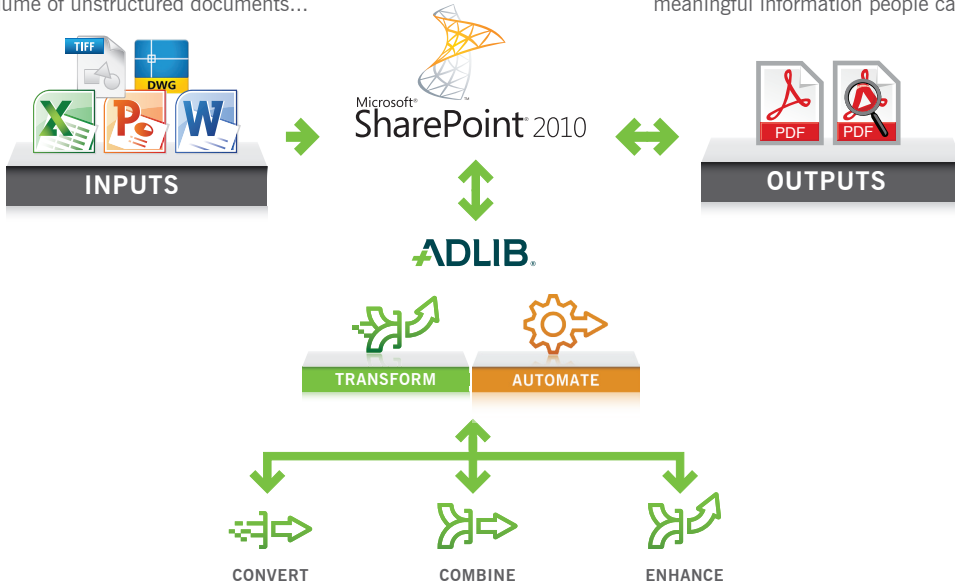 ume of unstructured documents...
meaningful information people ca
TIFF
DWG
X
P
W
Microsoft®
SharePoint® 2010
PDF
PDF
INPUTS
OUTPUTS
ADLIB®
TRANSFORM
AUTOMATE
CONVERT
COMBINE
ENHANCE